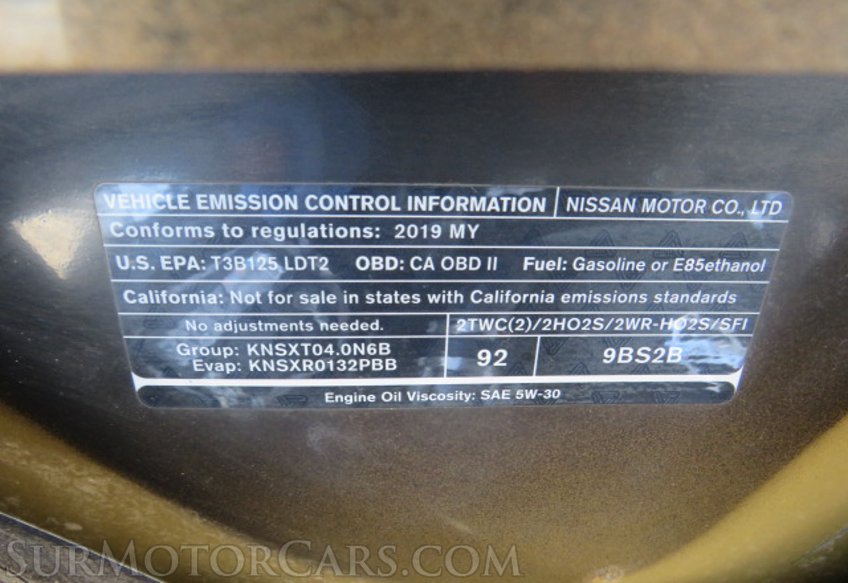 VEHICLE EMISSION CONTROL INFORMATION NISSAN MOTOR CO., LTD
Conforms to regulations: 2019 MY
U.S. EPA: T3B125 LDT2 OBD: CA OBD II Fuel: Gasoline or E85ethanol
California: Not for sale in states with California emissions standards
No adjustments needed. 2TWC(2)/2HO2S/2WR-HO2S/SFI
Group: KNSXT04.0N6B
Evap: KNSXR0132PBB
92 9BS2B
Engine Oil Viscosity: SAE 5W-30
SurMotorCars.com